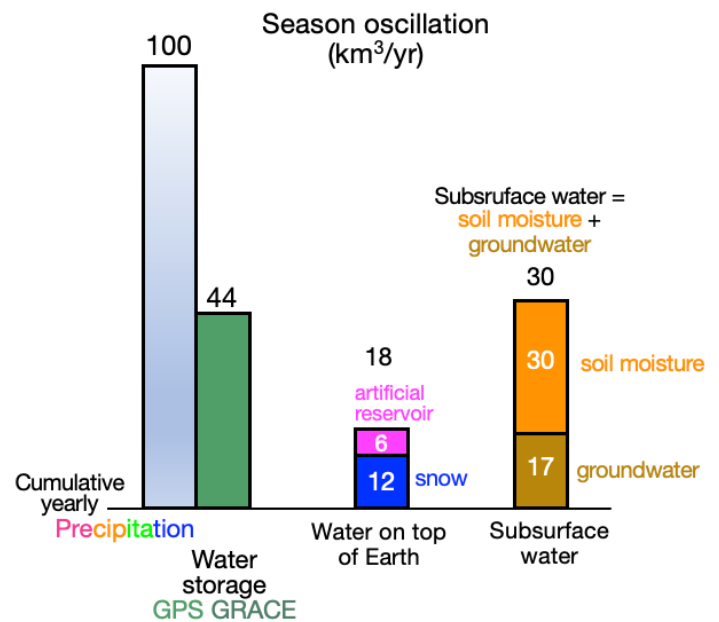 Season oscillation
(km³/yr)
100
44
Subsruface water =
soil moisture +
groundwater
30
18
artificial
reservoir
6
12
snow
30
soil moisture
17
groundwater
Cumulative
yearly
Precipitation
Water
storage
GPS GRACE
Water on top
of Earth
Subsurface
water